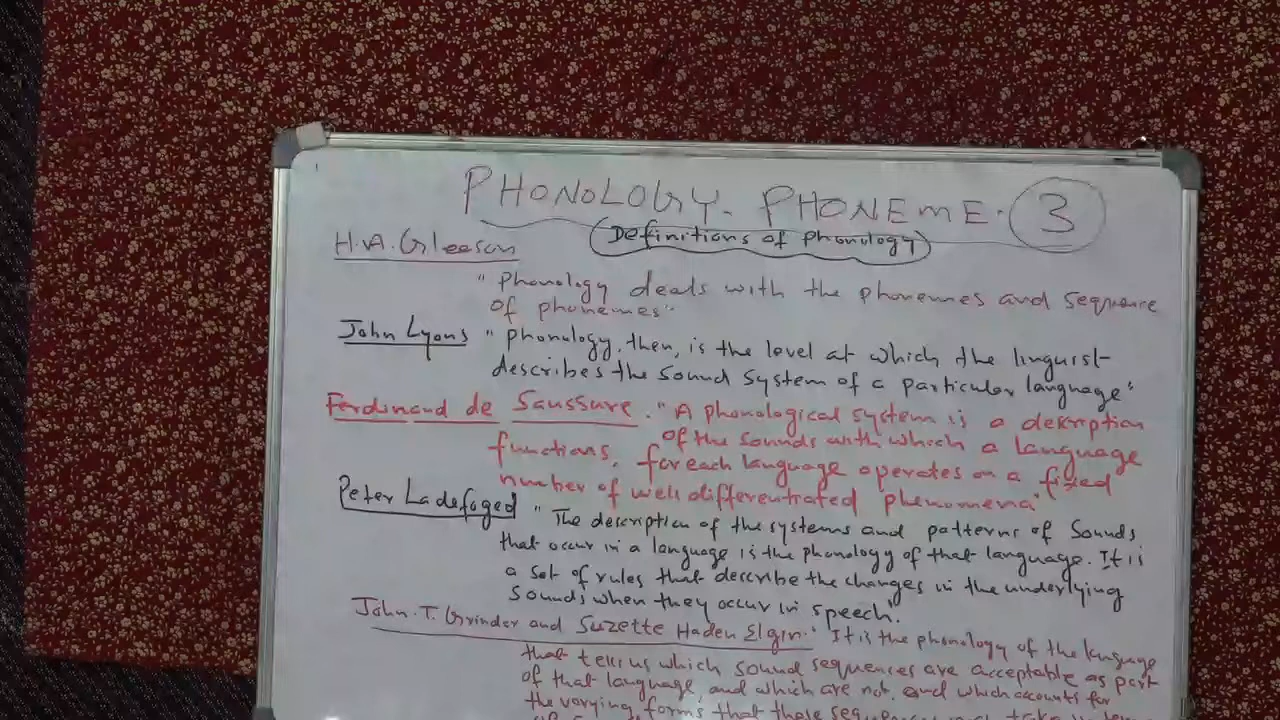 PHONOLOGY. PHONEME. 3
(Definitions of Phonology)
H.A. Gleeson
"Phonology deals with the phonemes and sequence
of phonemes"
John Lyons "phonology, then, is the level at which the linguist
describes the sound system of a particular language"
Ferdinand de Saussure. "A phonological system is a deskription
of the sounds with which a language
functions, for each language operates on a fixed
number of well differentrated phenomena"
Peter Ladefoged "The description of the systems and patterns of Sounds
that occur in a language is the phonology of that language. It is
a set of rules that describe the changes in the underlying
sounds when they occur in speech".
John. T. Grinder and Suzette Haden Elgin. "It is the phonology of the language
that tells us which sound sequences are acceptable as part
of that language, and which are not, and which accounts for
the varying forms that these